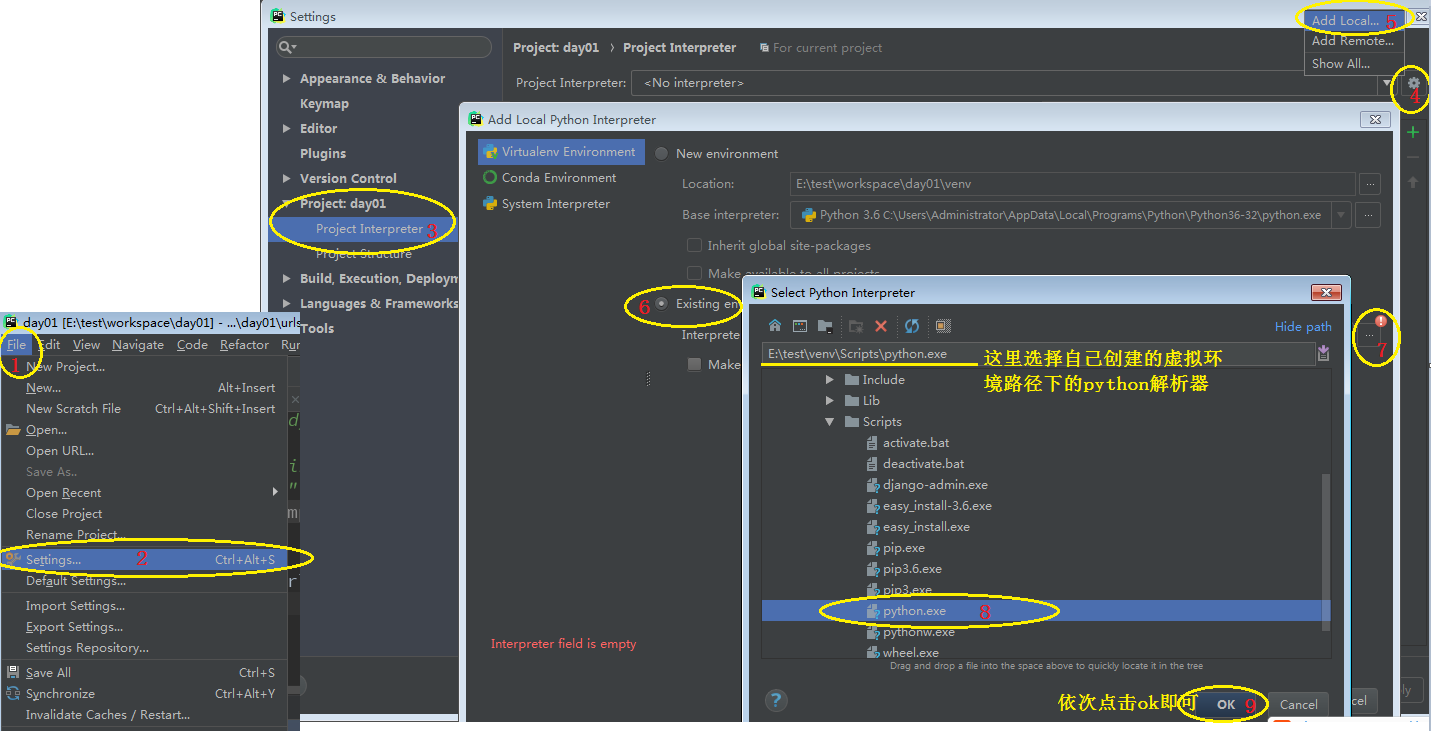 Settings
Add Local... 5
Add Remote...
Show All...
4
Project: day01 › Project Interpreter
For current project
Project Interpreter: <No interpreter>
Appearance & Behavior
Keymap
Editor
Plugins
Version Control
Project: day01
Project Interpreter 3
Project Structure
Build, Execution, Deploym
Languages & Frameworks
Tools
Add Local Python Interpreter
Virtualenv Environment
Conda Environment
System Interpreter
New environment
Location: E:\test\workspace\day01\venv
Base interpreter: Python 3.6 C:\Users\Administrator\AppData\Local\Programs\Python\Python36-32\python.exe
Inherit global site-packages
Make available to all projects
6 Existing en
Interprete
Make
7
Interpreter field is empty
Select Python Interpreter
Hide path
E:\test\venv\Scripts\python.exe
这里选择自己创建的虚拟环
境路径下的python解析器
Include
Lib
Scripts
activate.bat
deactivate.bat
django-admin.exe
easy_install-3.6.exe
easy_install.exe
pip.exe
pip3.6.exe
pip3.exe
python.exe 8
pythonw.exe
wheel.exe
Drag and drop a file into the space above to quickly locate it in the tree
依次点击ok即可
OK 9
Cancel
cel
ly
day01 [E:\test\workspace\day01] - ...\day01\urls
File Edit View Navigate Code Refactor Run
1
New Project...
New... Alt+Insert
New Scratch File Ctrl+Alt+Shift+Insert
Open...
Open URL...
Save As..
Open Recent
Close Project
Rename Project...
Settings... 2 Ctrl+Alt+S
Default Settings...
Import Settings...
Export Settings...
Settings Repository...
Save All Ctrl+S
Synchronize Ctrl+Alt+Y
Invalidate Caches / Restart...